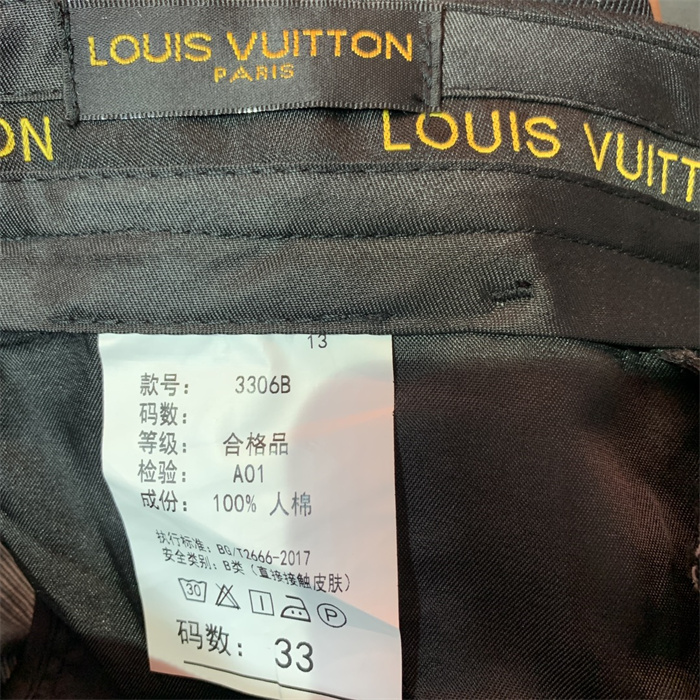 LOUIS VUITTON
PARIS
ON
LOUIS VUITT
13
款号: 3306B
码数:
等级: 合格品
检验: A01
成份: 100% 人棉
执行标准: BG/T2666-2017
安全类别: B类 (直接接触皮肤)
30 P
码数: 33